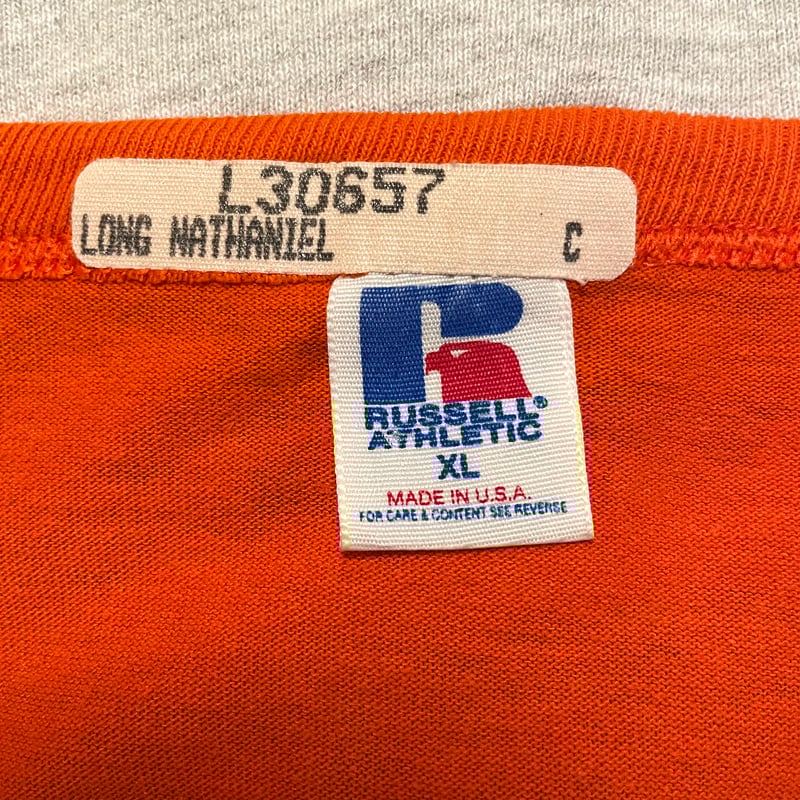 L30657
LONG NATHANIEL C
RUSSELL®
ATHLETIC
XL
MADE IN U.S.A.
FOR CARE & CONTENT SEE REVERSE